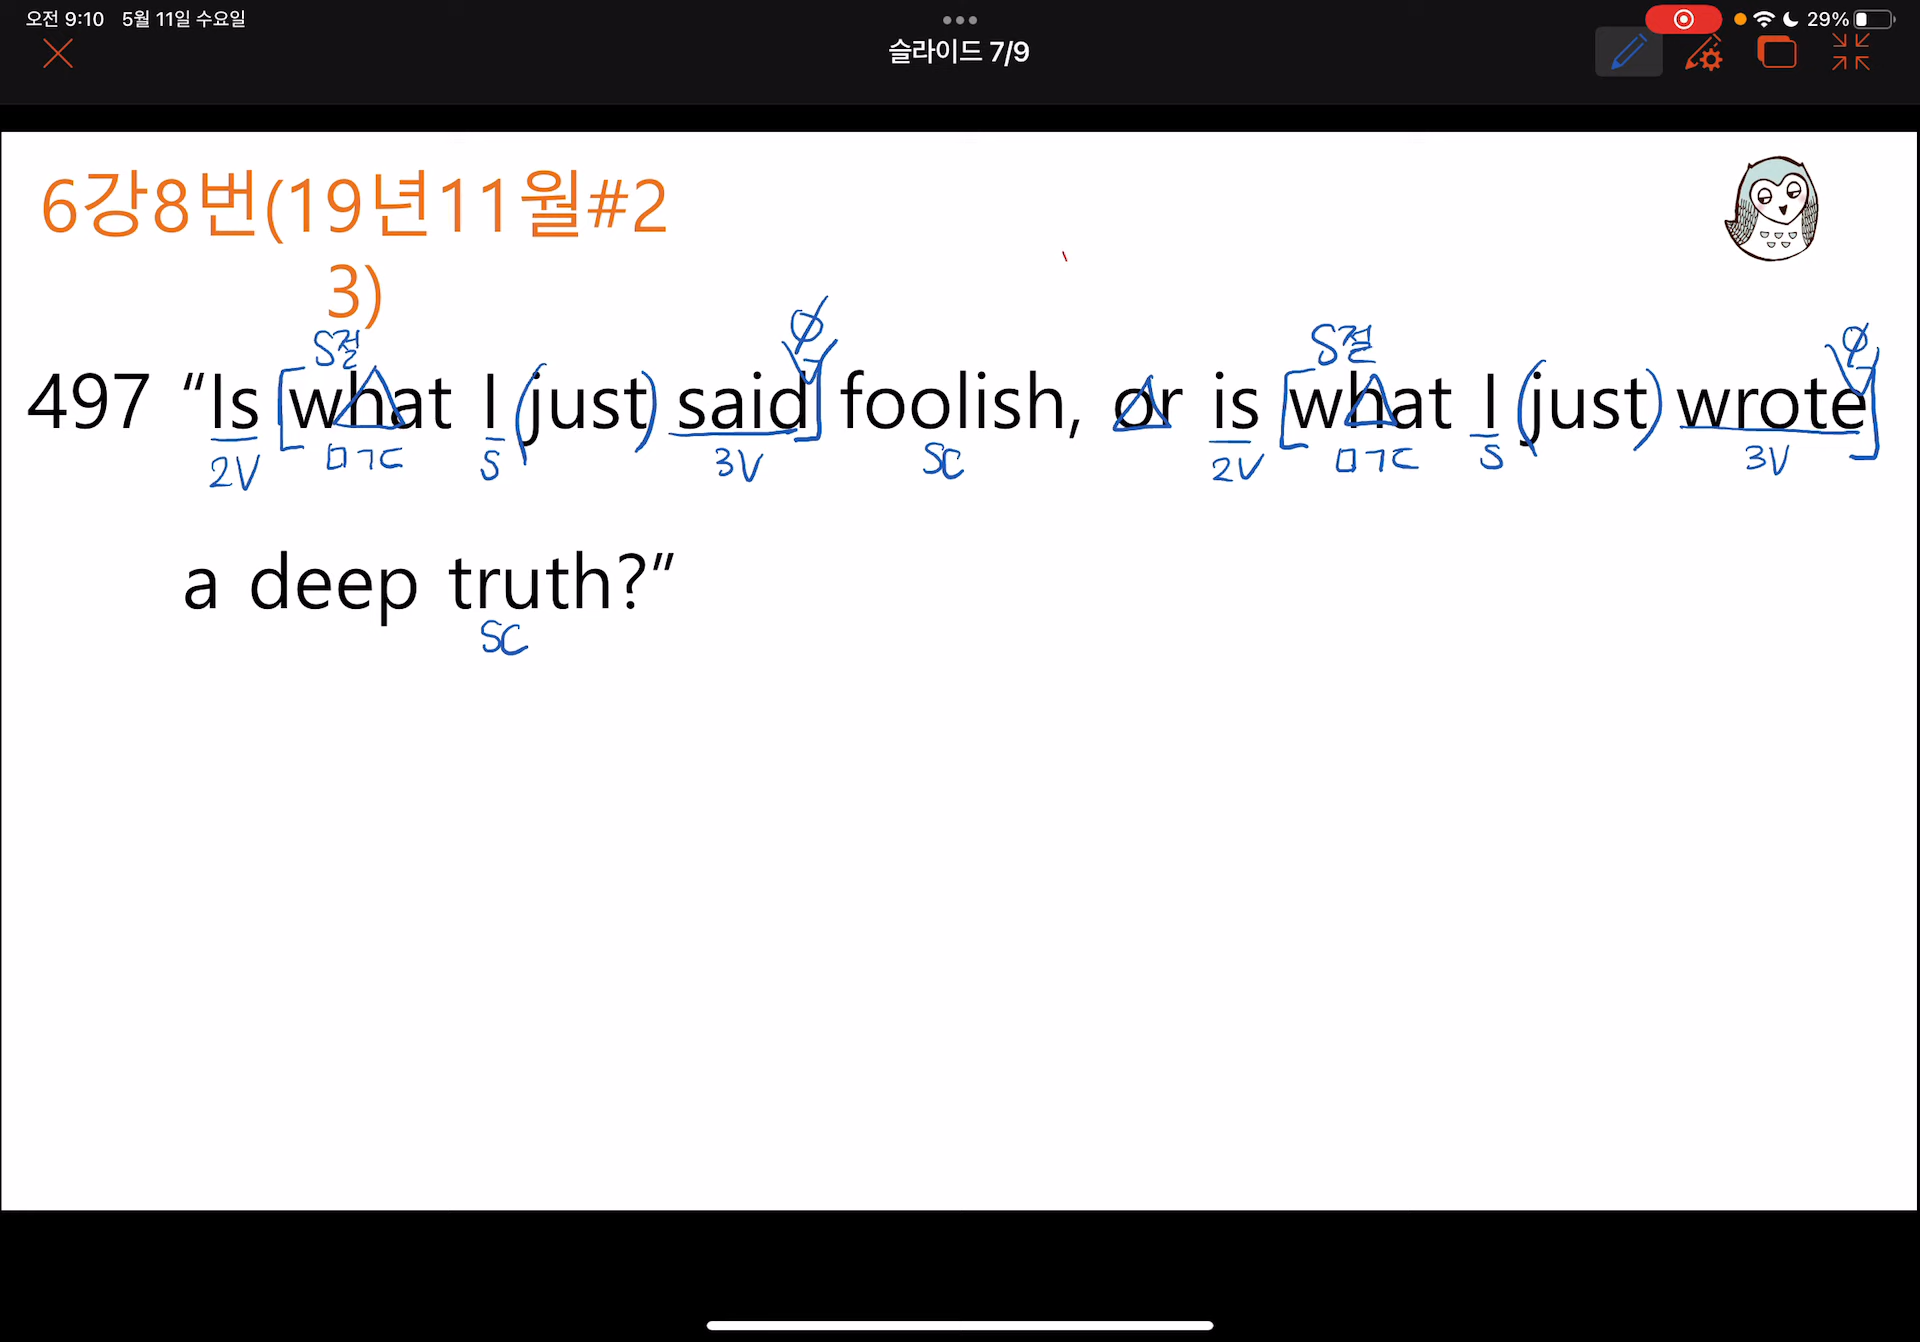 오전 9:10 5월 11일 수요일
29%
슬라이드 7/9
6강8번(19년11월#2
3)
S절 ∅ S절 ∅
497 “Is [what I (just) said] foolish, or is [what I (just) wrote]
2V ㅁㄱㄷ S 3V SC 2V ㅁㄱㄷ S 3V
a deep truth?”
SC